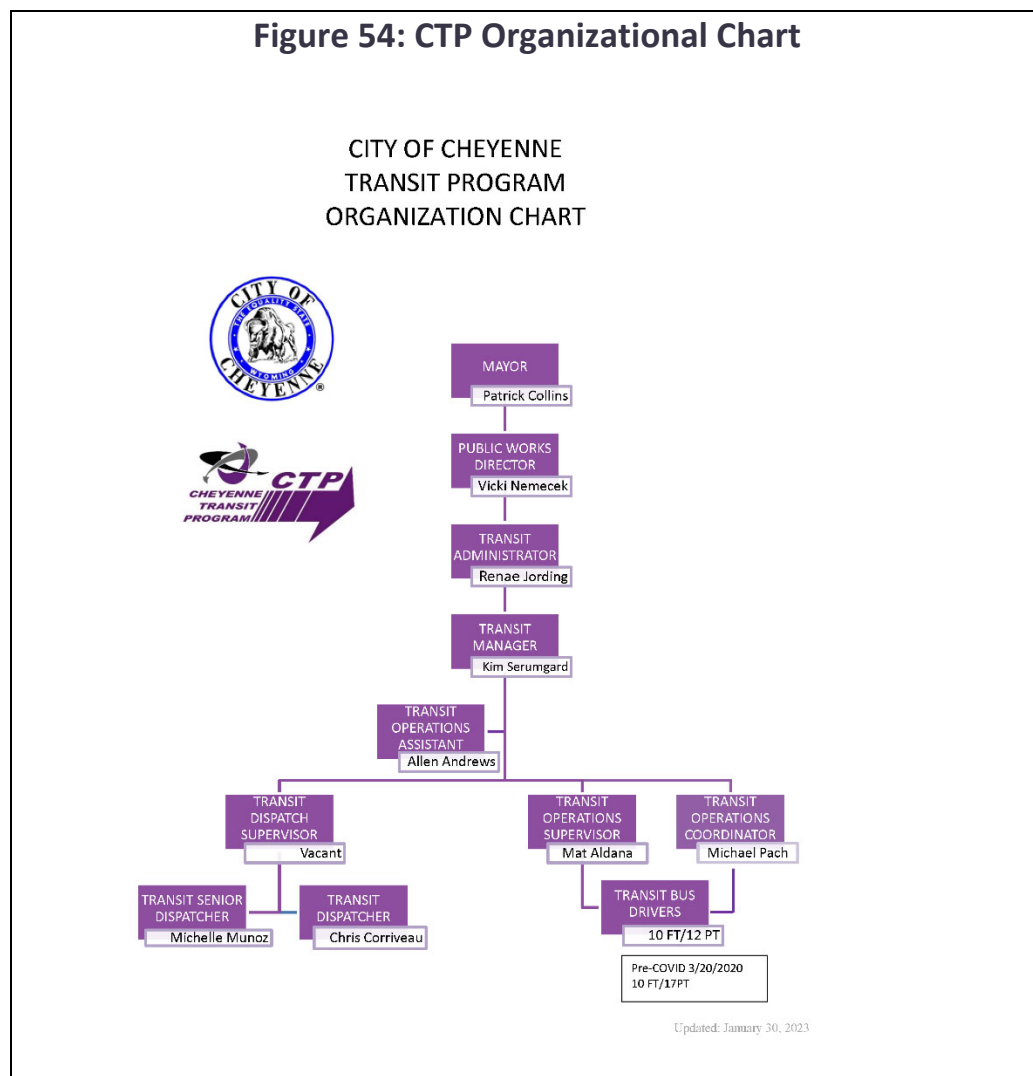 Figure 54: CTP Organizational Chart
CITY OF CHEYENNE
TRANSIT PROGRAM
ORGANIZATION CHART
CITY OF
THE EQUALITY STATE
WYOMING
CHEYENNE
®
CTP
CHEYENNE
TRANSIT
PROGRAM
MAYOR
Patrick Collins
PUBLIC WORKS
DIRECTOR
Vicki Nemecek
TRANSIT
ADMINISTRATOR
Renae Jording
TRANSIT
MANAGER
Kim Serumgard
TRANSIT
OPERATIONS
ASSISTANT
Allen Andrews
TRANSIT
DISPATCH
SUPERVISOR
Vacant
TRANSIT
OPERATIONS
SUPERVISOR
Mat Aldana
TRANSIT
OPERATIONS
COORDINATOR
Michael Pach
TRANSIT SENIOR
DISPATCHER
Michelle Munoz
TRANSIT
DISPATCHER
Chris Corriveau
TRANSIT BUS
DRIVERS
10 FT/12 PT
Pre-COVID 3/20/2020
10 FT/17PT
Updated: January 30, 2023